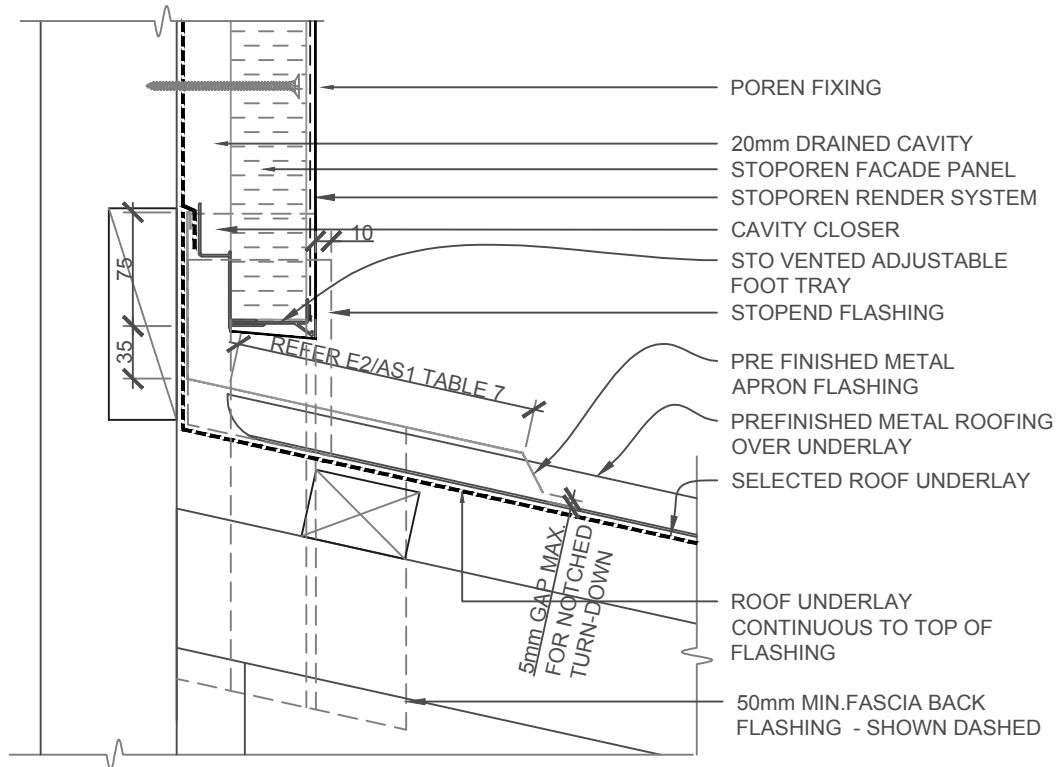 POREN FIXING
20mm DRAINED CAVITY
STOPOREN FACADE PANEL
STOPOREN RENDER SYSTEM
CAVITY CLOSER
10
STO VENTED ADJUSTABLE
FOOT TRAY
STOPEND FLASHING
75
35
REFER E2/AS1 TABLE 7
PRE FINISHED METAL
APRON FLASHING
PREFINISHED METAL ROOFING
OVER UNDERLAY
SELECTED ROOF UNDERLAY
5mm GAP MAX.
FOR NOTCHED
TURN-DOWN
ROOF UNDERLAY
CONTINUOUS TO TOP OF
FLASHING
50mm MIN.FASCIA BACK
FLASHING - SHOWN DASHED